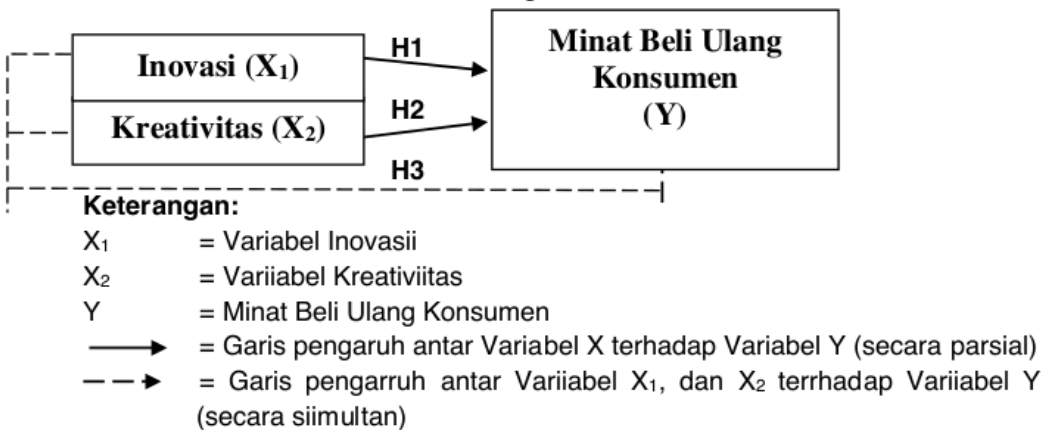 Inovasi (X₁)
Kreativitas (X₂)
H1
H2
H3
Minat Beli Ulang
Konsumen
(Y)
Keterangan:
X₁ = Variabel Inovasii
X₂ = Variiabel Kreativiitas
Y = Minat Beli Ulang Konsumen
= Garis pengaruh antar Variabel X terhadap Variabel Y (secara parsial)
= Garis pengarruh antar Variiabel X₁, dan X₂ terrhadap Variiabel Y
(secara siimultan)